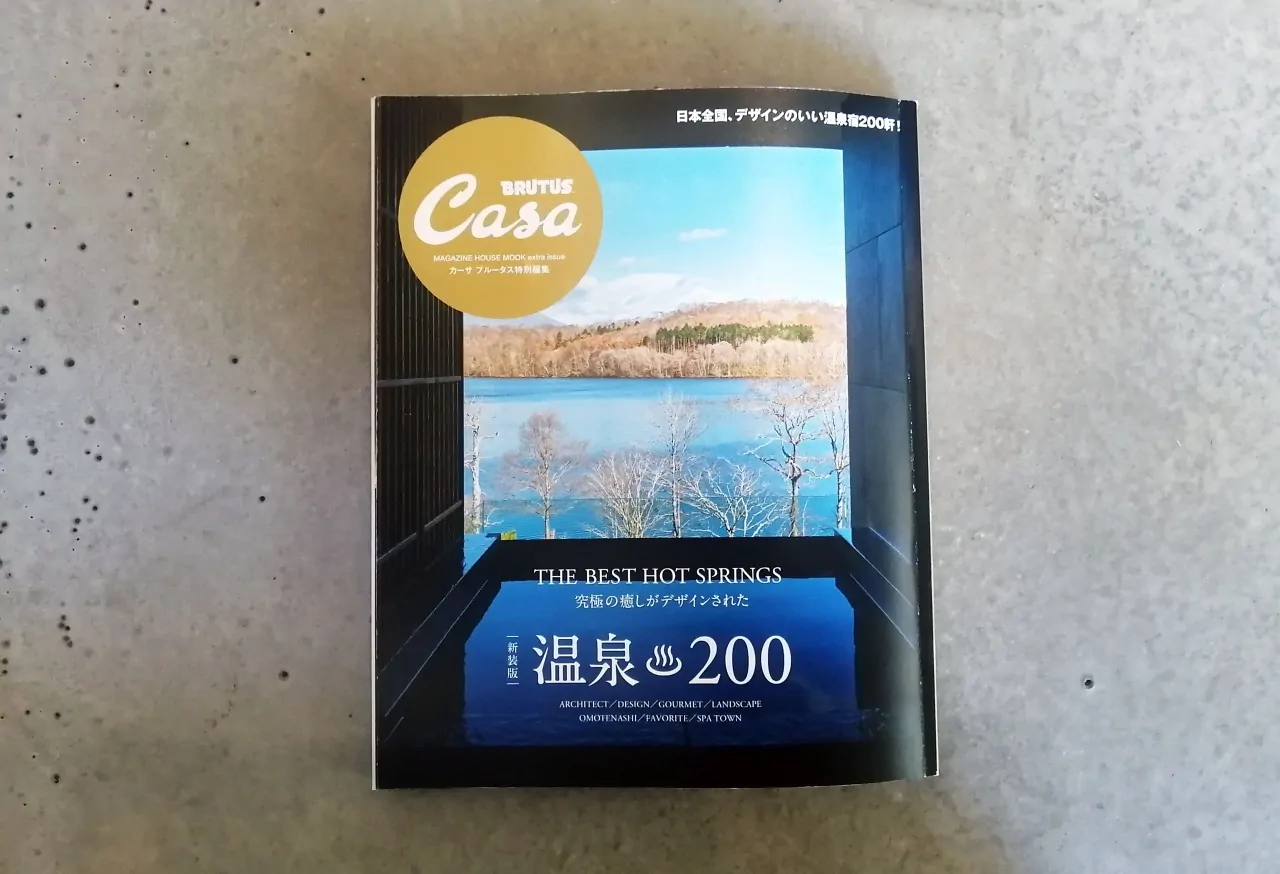 日本全国、デザインのいい温泉宿200軒!
BRUTUS
Casa
MAGAZINE HOUSE MOOK extra issue
カーサ ブルータス特別編集
THE BEST HOT SPRINGS
究極の癒しがデザインされた
新装版
温泉♨200
ARCHITECT／DESIGN／GOURMET／LANDSCAPE
OMOTENASHI／FAVORITE／SPA TOWN